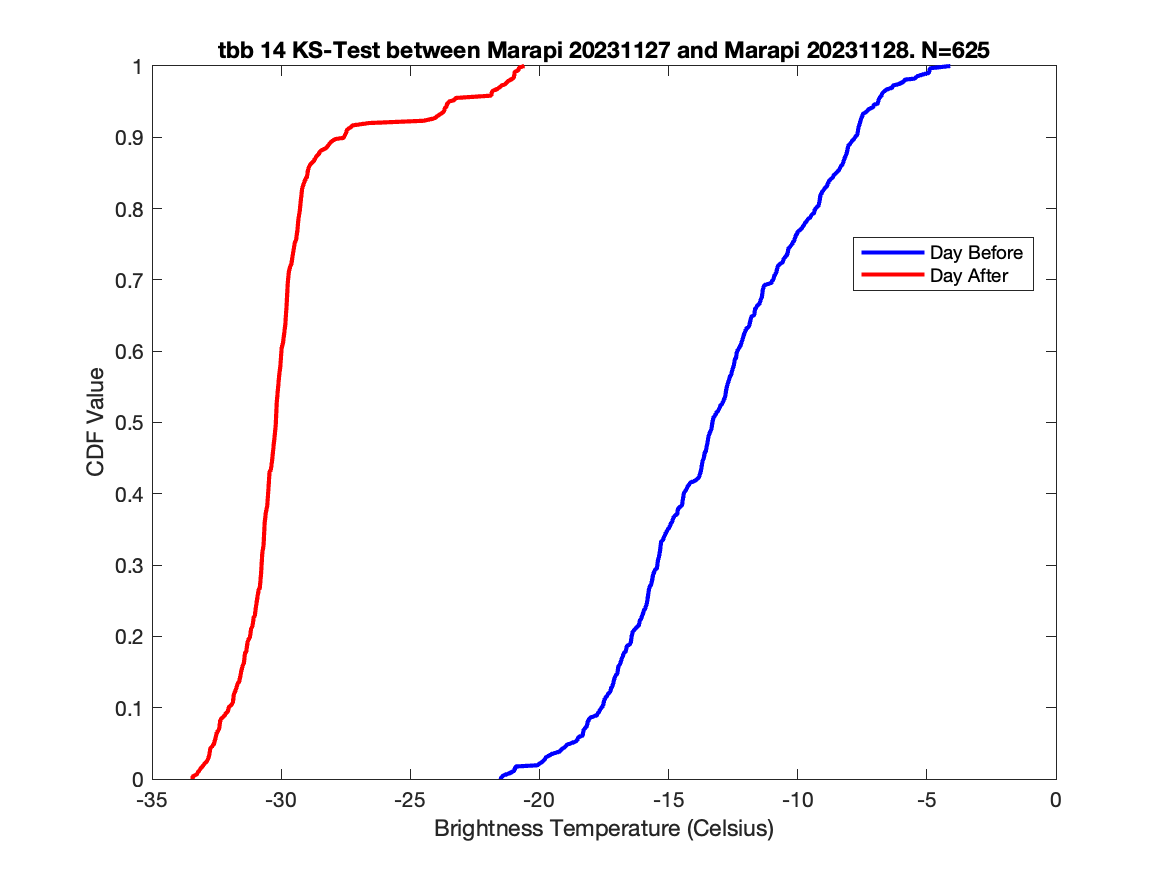 tbb 14 KS-Test between Marapi 20231127 and Marapi 20231128. N=625
1
0.9
0.8
0.7
0.6
0.5
0.4
0.3
0.2
0.1
0
CDF Value
Day Before
Day After
-35 -30 -25 -20 -15 -10 -5 0
Brightness Temperature (Celsius)